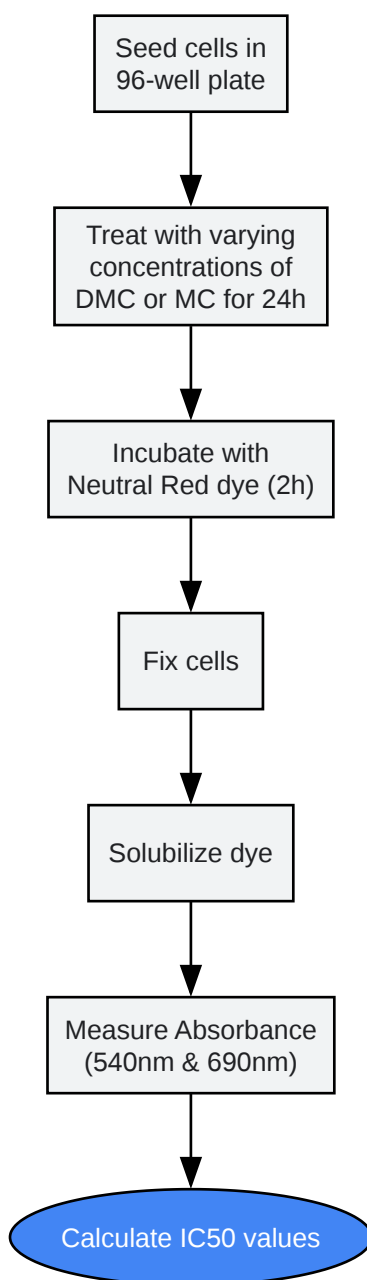 Seed cells in
96-well plate
Treat with varying
concentrations of
DMC or MC for 24h
Incubate with
Neutral Red dye (2h)
Fix cells
Solubilize dye
Measure Absorbance
(540nm & 690nm)
Calculate IC50 values